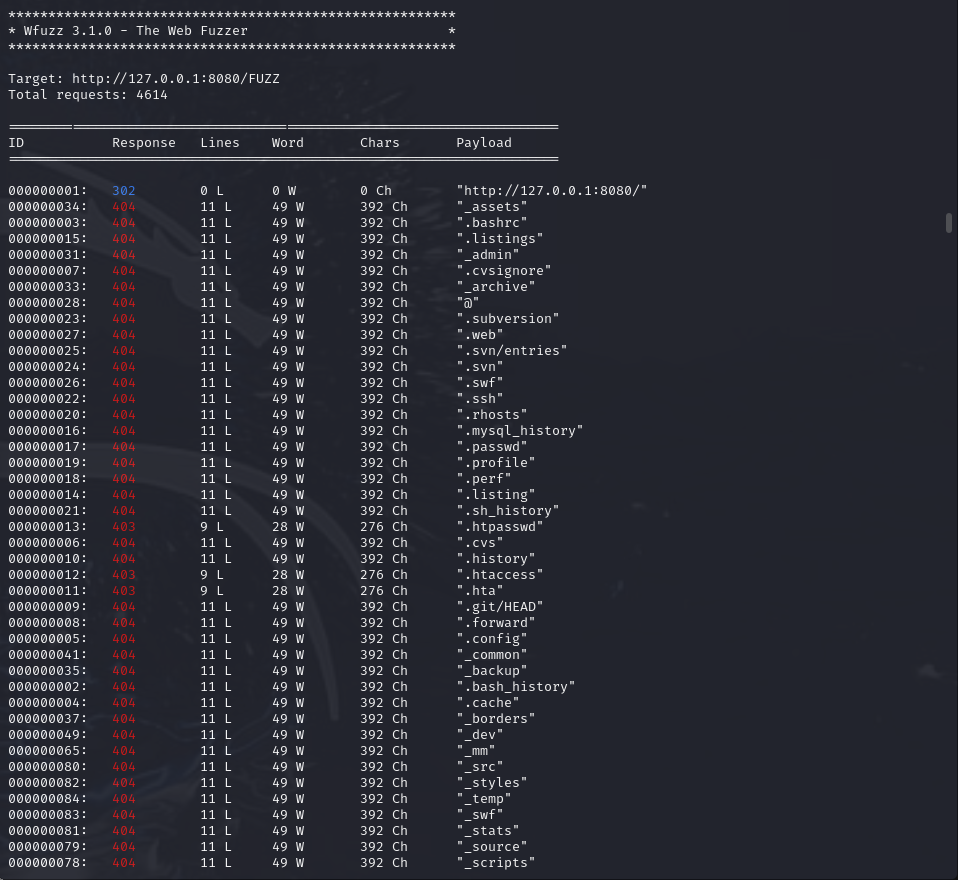 ********************************************************
* Wfuzz 3.1.0 - The Web Fuzzer                         *
********************************************************
Target: http://127.0.0.1:8080/FUZZ
Total requests: 4614
=====================================================================
ID           Response   Lines    Word       Chars       Payload
=====================================================================
000000001:   302        0 L      0 W        0 Ch        "http://127.0.0.1:8080/"
000000034:   404        11 L     49 W       392 Ch      "_assets"
000000003:   404        11 L     49 W       392 Ch      ".bashrc"
000000015:   404        11 L     49 W       392 Ch      ".listings"
000000031:   404        11 L     49 W       392 Ch      "_admin"
000000007:   404        11 L     49 W       392 Ch      ".cvsignore"
000000033:   404        11 L     49 W       392 Ch      "_archive"
000000028:   404        11 L     49 W       392 Ch      "@"
000000023:   404        11 L     49 W       392 Ch      ".subversion"
000000027:   404        11 L     49 W       392 Ch      ".web"
000000025:   404        11 L     49 W       392 Ch      ".svn/entries"
000000024:   404        11 L     49 W       392 Ch      ".svn"
000000026:   404        11 L     49 W       392 Ch      ".swf"
000000022:   404        11 L     49 W       392 Ch      ".ssh"
000000020:   404        11 L     49 W       392 Ch      ".rhosts"
000000016:   404        11 L     49 W       392 Ch      ".mysql_history"
000000017:   404        11 L     49 W       392 Ch      ".passwd"
000000019:   404        11 L     49 W       392 Ch      ".profile"
000000018:   404        11 L     49 W       392 Ch      ".perf"
000000014:   404        11 L     49 W       392 Ch      ".listing"
000000021:   404        11 L     49 W       392 Ch      ".sh_history"
000000013:   403        9 L      28 W       276 Ch      ".htpasswd"
000000006:   404        11 L     49 W       392 Ch      ".cvs"
000000010:   404        11 L     49 W       392 Ch      ".history"
000000012:   403        9 L      28 W       276 Ch      ".htaccess"
000000011:   403        9 L      28 W       276 Ch      ".hta"
000000009:   404        11 L     49 W       392 Ch      ".git/HEAD"
000000008:   404        11 L     49 W       392 Ch      ".forward"
000000005:   404        11 L     49 W       392 Ch      ".config"
000000041:   404        11 L     49 W       392 Ch      "_common"
000000035:   404        11 L     49 W       392 Ch      "_backup"
000000002:   404        11 L     49 W       392 Ch      ".bash_history"
000000004:   404        11 L     49 W       392 Ch      ".cache"
000000037:   404        11 L     49 W       392 Ch      "_borders"
000000049:   404        11 L     49 W       392 Ch      "_dev"
000000065:   404        11 L     49 W       392 Ch      "_mm"
000000080:   404        11 L     49 W       392 Ch      "_src"
000000082:   404        11 L     49 W       392 Ch      "_styles"
000000084:   404        11 L     49 W       392 Ch      "_temp"
000000083:   404        11 L     49 W       392 Ch      "_swf"
000000081:   404        11 L     49 W       392 Ch      "_stats"
000000079:   404        11 L     49 W       392 Ch      "_source"
000000078:   404        11 L     49 W       392 Ch      "_scripts"